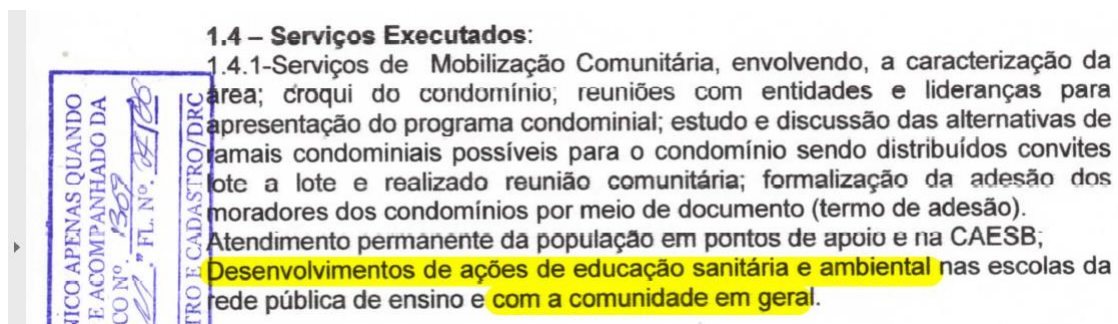 1.4 – Serviços Executados:
1.4.1-Serviços de Mobilização Comunitária, envolvendo, a caracterização da
área; croqui do condomínio; reuniões com entidades e lideranças para
apresentação do programa condominial; estudo e discussão das alternativas de
ramais condominiais possíveis para o condomínio sendo distribuídos convites
lote a lote e realizado reunião comunitária; formalização da adesão dos
moradores dos condomínios por meio de documento (termo de adesão).
Atendimento permanente da população em pontos de apoio e na CAESB;
Desenvolvimentos de ações de educação sanitária e ambiental nas escolas da
rede pública de ensino e com a comunidade em geral.
NICO APENAS QUANDO
E ACOMPANHADO DA
CO Nº. 1309
" FL. Nº. 04/06
TRO E CADASTRO/DRC